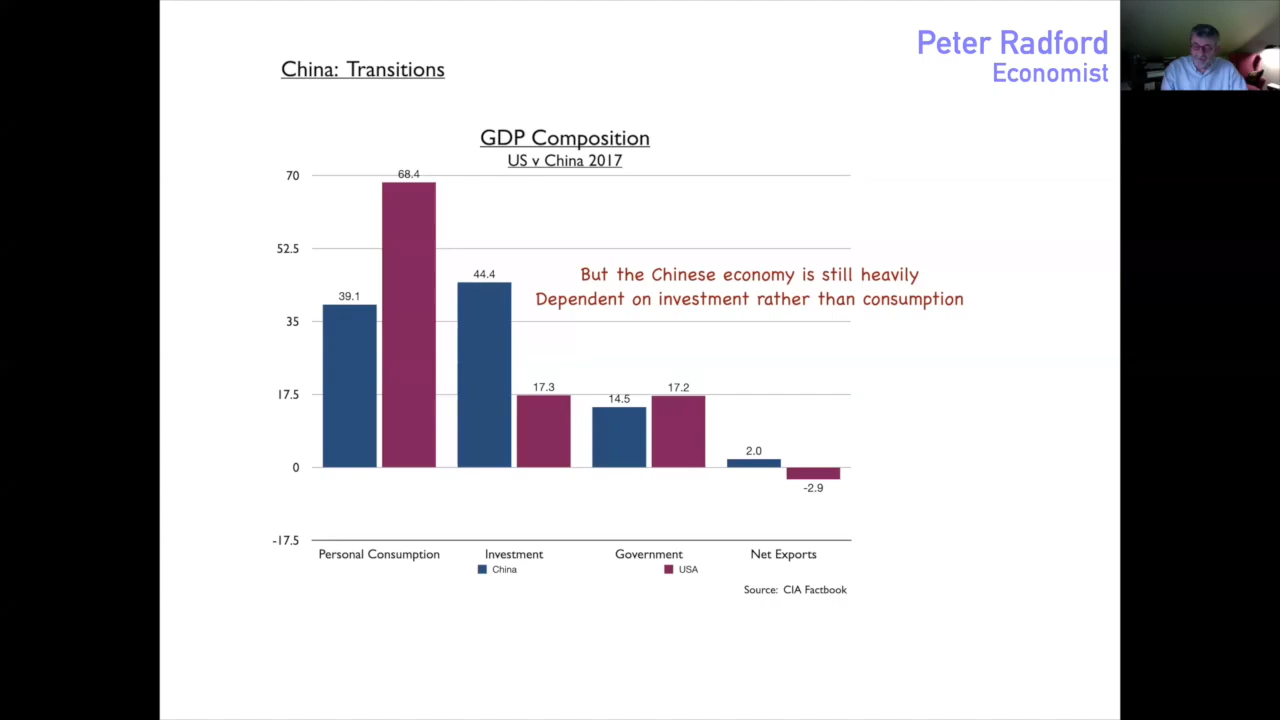 Peter Radford
Economist
China: Transitions
GDP Composition
US v China 2017
70
52.5
35
17.5
0
-17.5
39.1
68.4
44.4
17.3
14.5
17.2
2.0
-2.9
But the Chinese economy is still heavily
Dependent on investment rather than consumption
Personal Consumption
Investment
Government
Net Exports
China
USA
Source: CIA Factbook